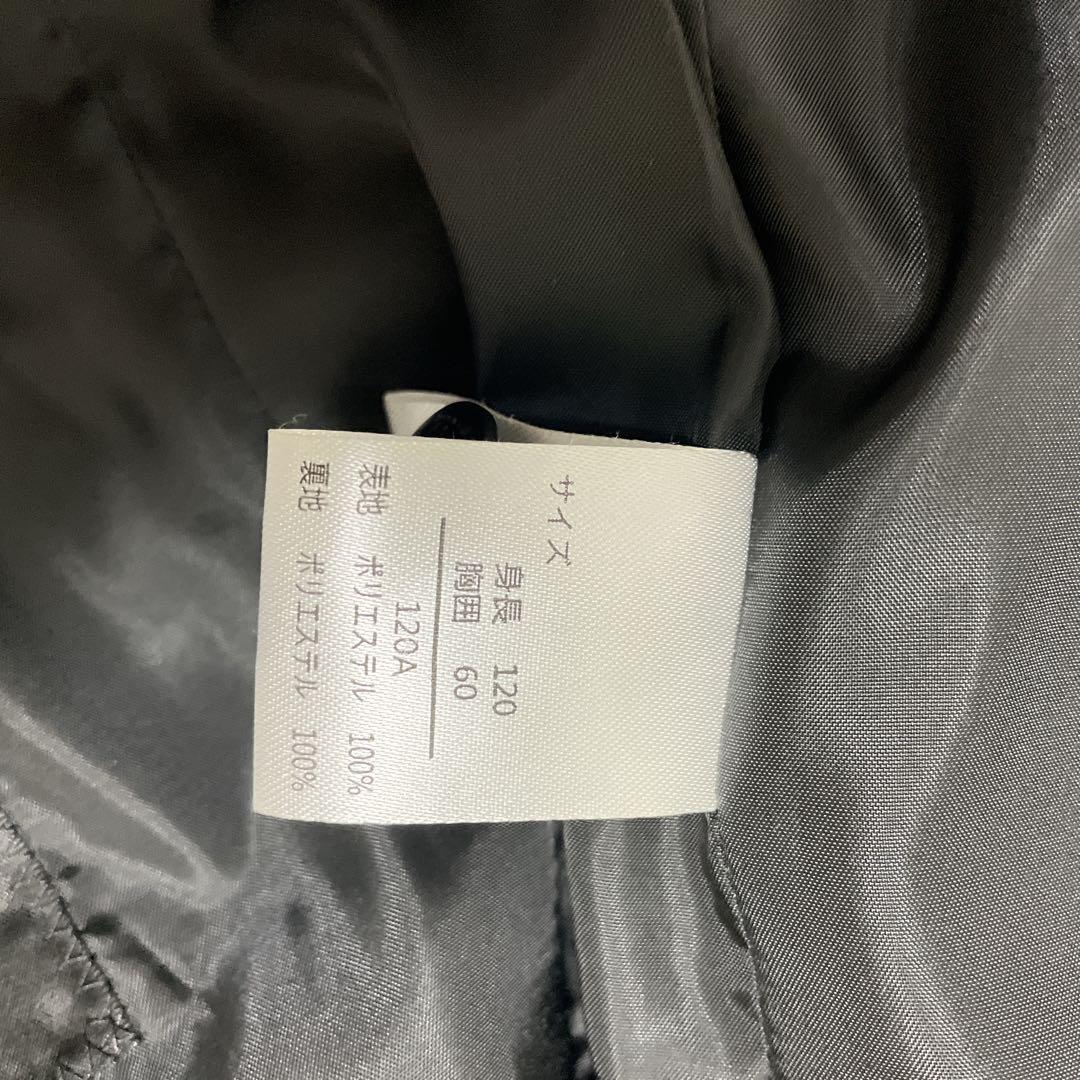 サイズ
身長 120
胸囲 60
120A
表地 ポリエステル 100%
裏地 ポリエステル 100%